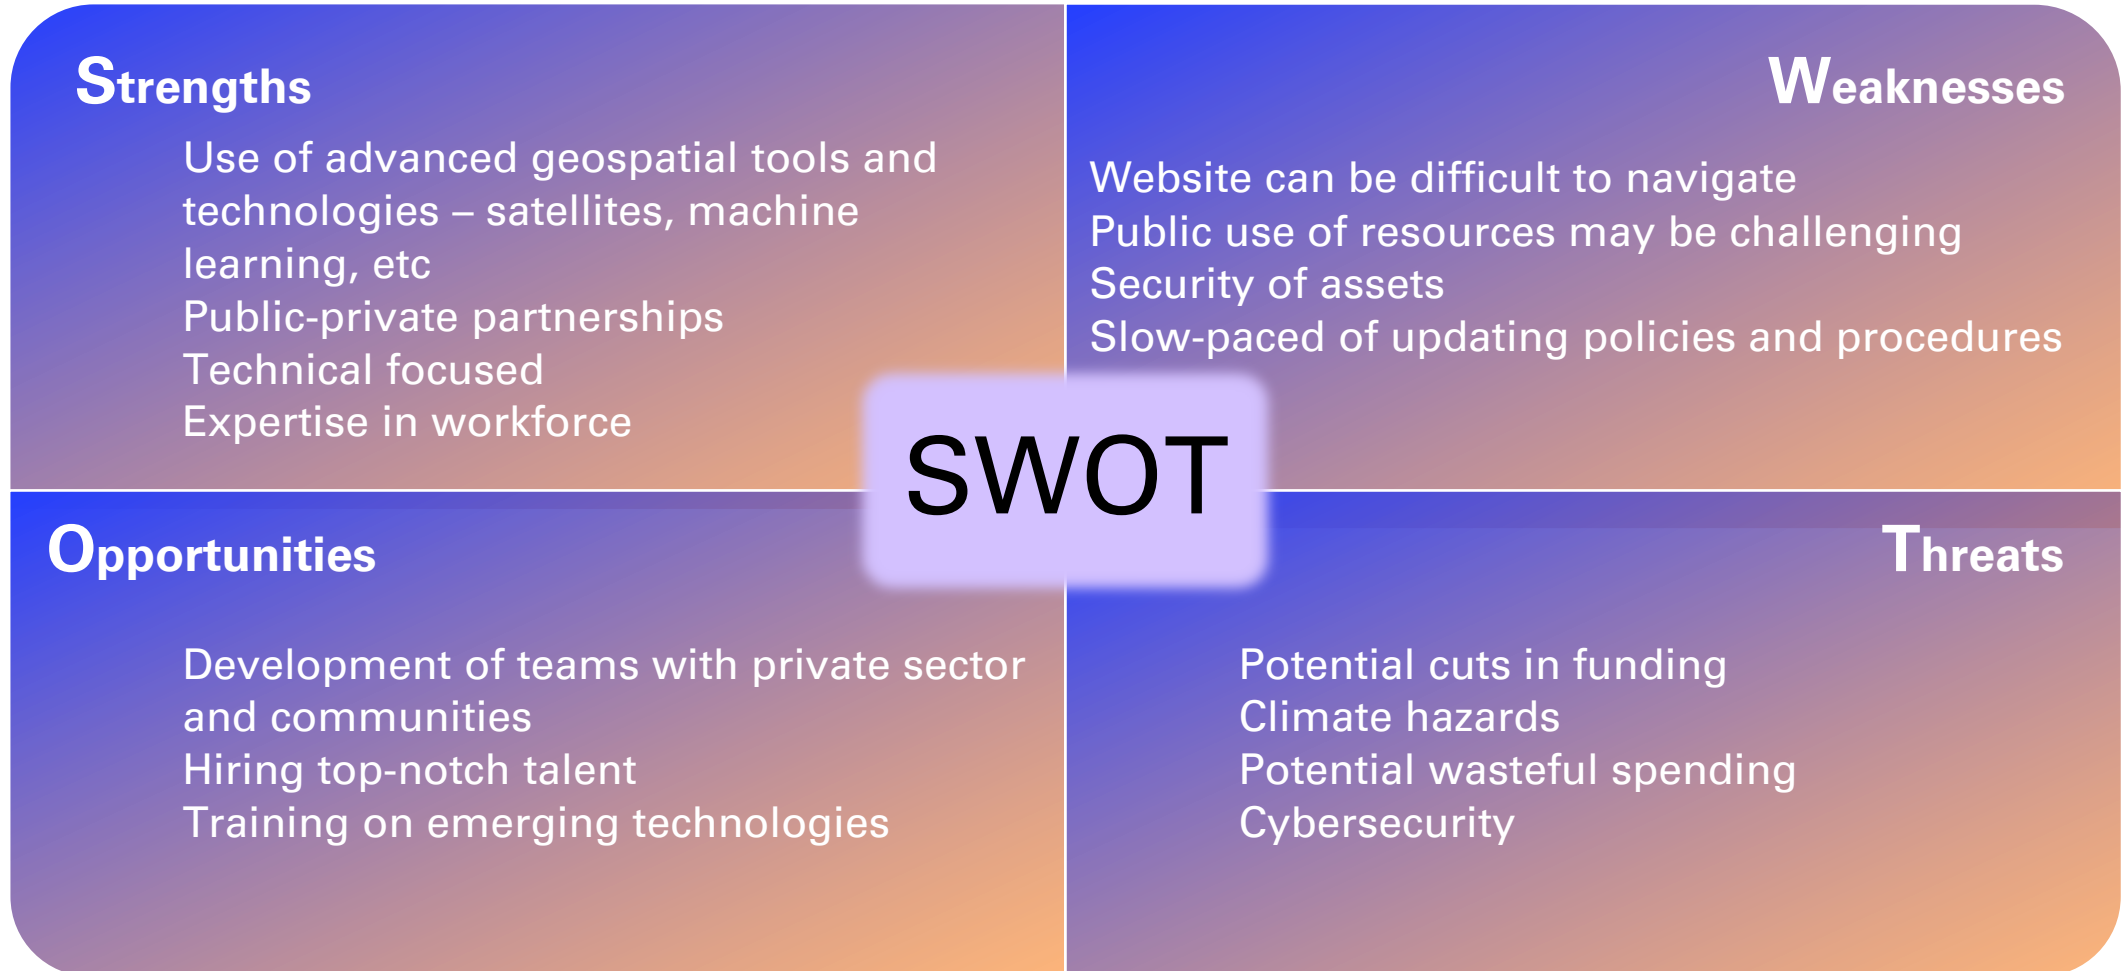 Strengths
Use of advanced geospatial tools and
technologies – satellites, machine
learning, etc
Public-private partnerships
Technical focused
Expertise in workforce
Weaknesses
Website can be difficult to navigate
Public use of resources may be challenging
Security of assets
Slow-paced of updating policies and procedures
SWOT
Opportunities
Development of teams with private sector
and communities
Hiring top-notch talent
Training on emerging technologies
Threats
Potential cuts in funding
Climate hazards
Potential wasteful spending
Cybersecurity